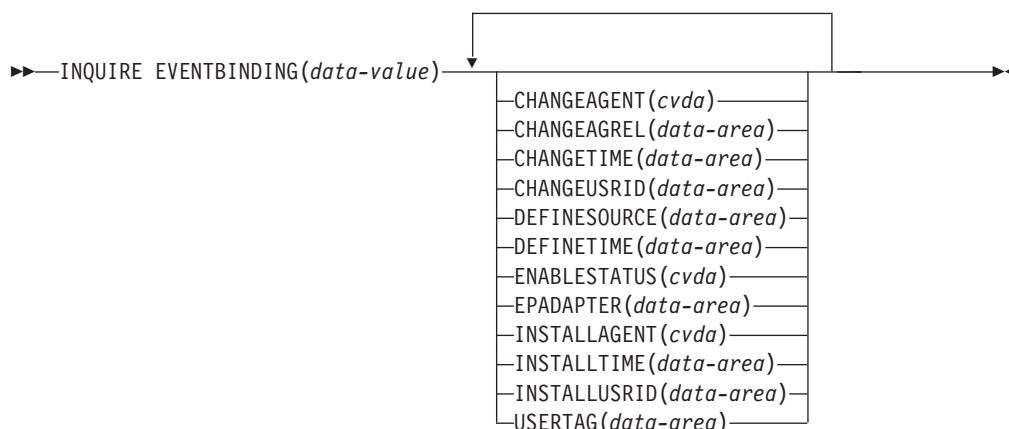 INQUIRE EVENTBINDING(data-value)
CHANGEAGENT(cvda)
CHANGEAGREL(data-area)
CHANGETIME(data-area)
CHANGEUSRID(data-area)
DEFINESOURCE(data-area)
DEFINETIME(data-area)
ENABLESTATUS(cvda)
EPADAPTER(data-area)
INSTALLAGENT(cvda)
INSTALLTIME(data-area)
INSTALLUSRID(data-area)
USERTAG(data-area)